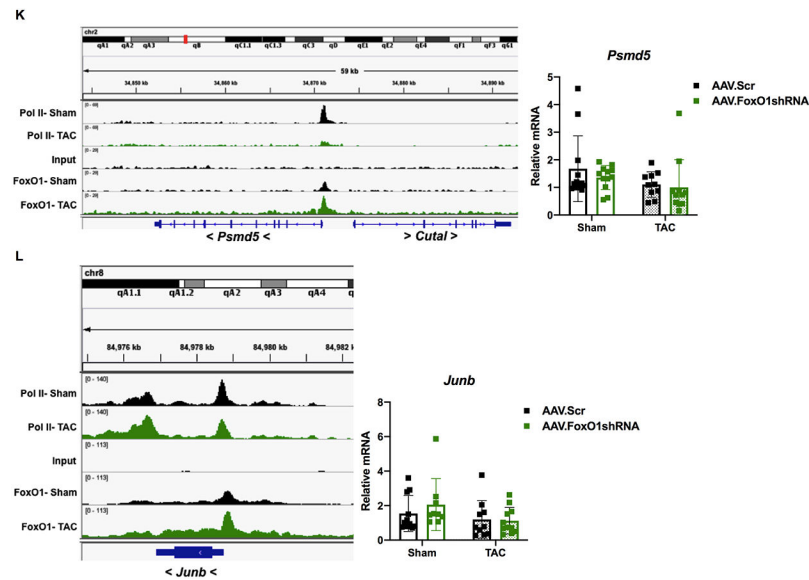 K
chr2
qA1 qA2 qA3 qB qC1.1 qC1.3 qC3 qD qE1 qE2 qE4 qF1 qF3 qG1
59 kb
34,850 kb 34,860 kb 34,870 kb 34,880 kb 34,890 kb
Pol II- Sham
Pol II- TAC
Input
FoxO1- Sham
FoxO1- TAC
[0 - 20]
< Psmd5 < > Cutal >
Psmd5
AAV.Scr
AAV.FoxO1shRNA
Relative mRNA
5
4
3
2
1
0
Sham TAC
L
chr8
qA1.1 qA1.2 qA2 qA3 qA4
84,976 kb 84,978 kb 84,980 kb 84,982 kb
Pol II- Sham [0 - 140]
Pol II- TAC [0 - 140]
Input [0 - 113]
FoxO1- Sham [0 - 113]
FoxO1- TAC [0 - 113]
< Junb <
Junb
AAV.Scr
AAV.FoxO1shRNA
Relative mRNA
8
6
4
2
0
Sham TAC